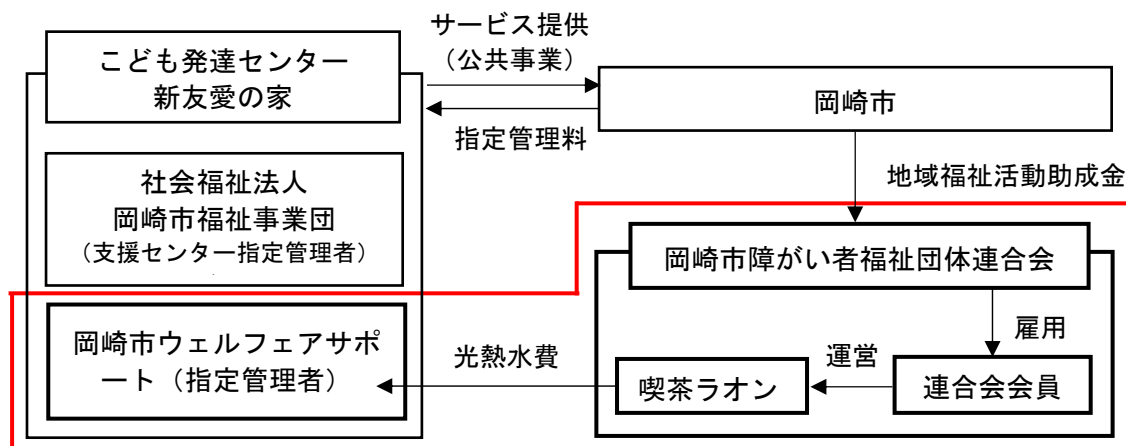 こども発達センター
新友愛の家
サービス提供
（公共事業）
指定管理料
岡崎市
社会福祉法人
岡崎市福祉事業団
（支援センター指定管理者）
地域福祉活動助成金
岡崎市障がい者福祉団体連合会
雇用
岡崎市ウェルフェアサポ
ート（指定管理者）
光熱水費
喫茶ラオン
運営
連合会会員